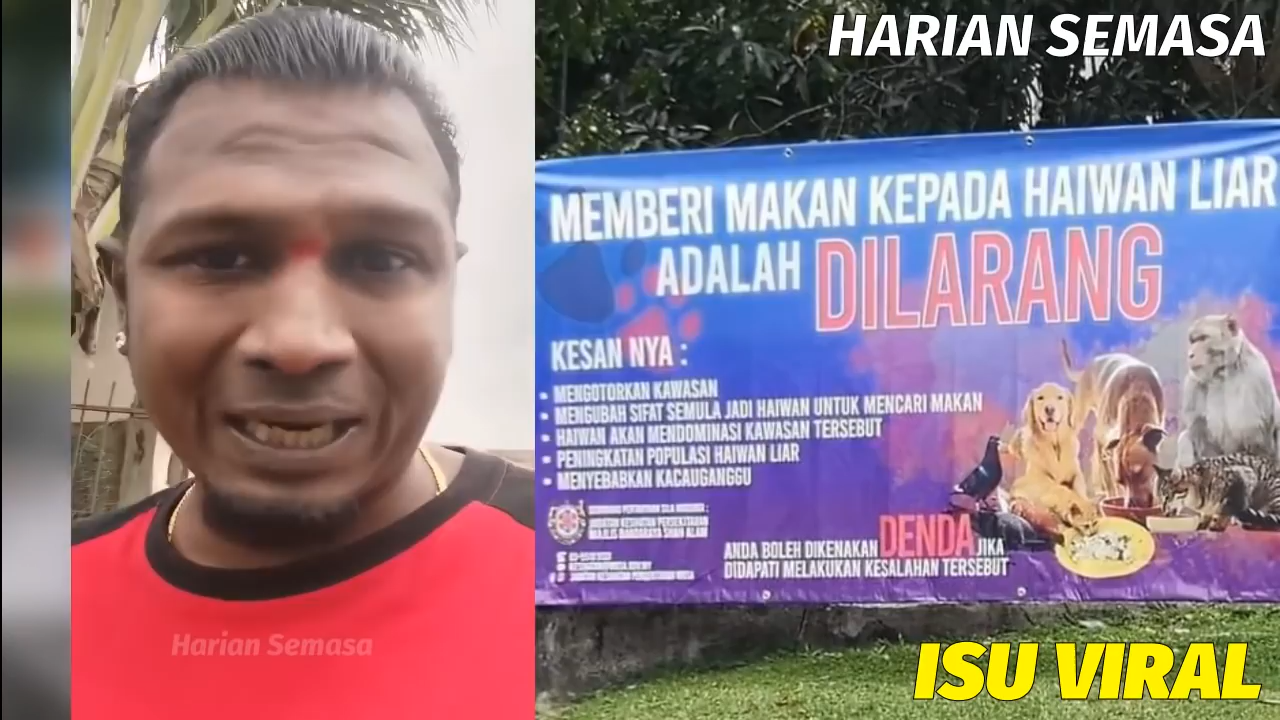 HARIAN SEMASA
MEMBERI MAKAN KEPADA HAIWAN LIAR
ADALAH DILARANG
KESAN NYA :
• MENGOTORKAN KAWASAN
• MENGUBAH SIFAT SEMULA JADI HAIWAN UNTUK MENCARI MAKAN
• HAIWAN AKAN MENDOMINASI KAWASAN TERSEBUT
• PENINGKATAN POPULASI HAIWAN LIAR
• MENYEBABKAN KACAUGANGGU
ANDA BOLEH DIKENAKAN DENDA JIKA
DIDAPATI MELAKUKAN KESALAHAN TERSEBUT
Harian Semasa
ISU VIRAL